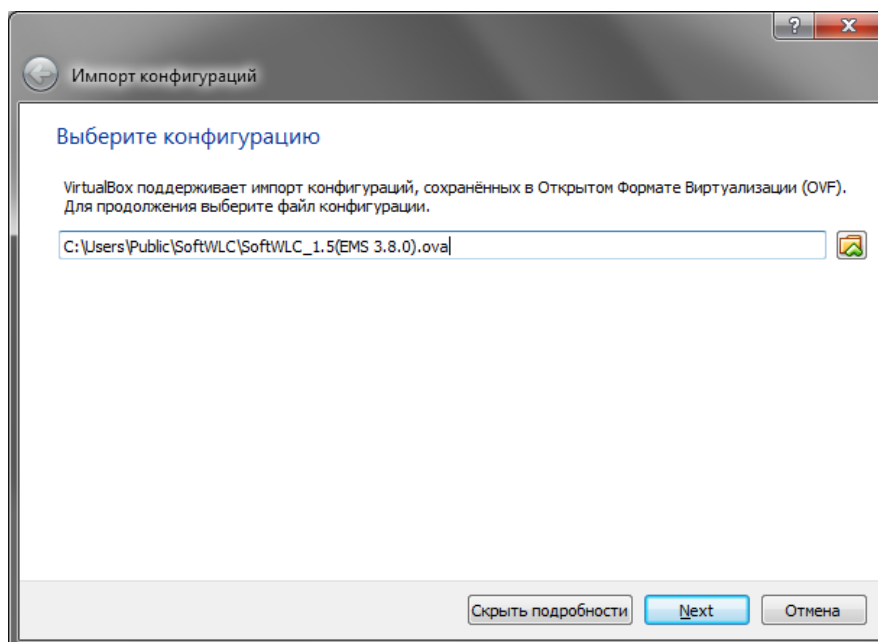 ?
x
Импорт конфигураций
Выберите конфигурацию
VirtualBox поддерживает импорт конфигураций, сохранённых в Открытом Формате Виртуализации (OVF).
Для продолжения выберите файл конфигурации.
C:\Users\Public\SoftWLC\SoftWLC_1.5(EMS 3.8.0).ova
Скрыть подробности Next Отмена